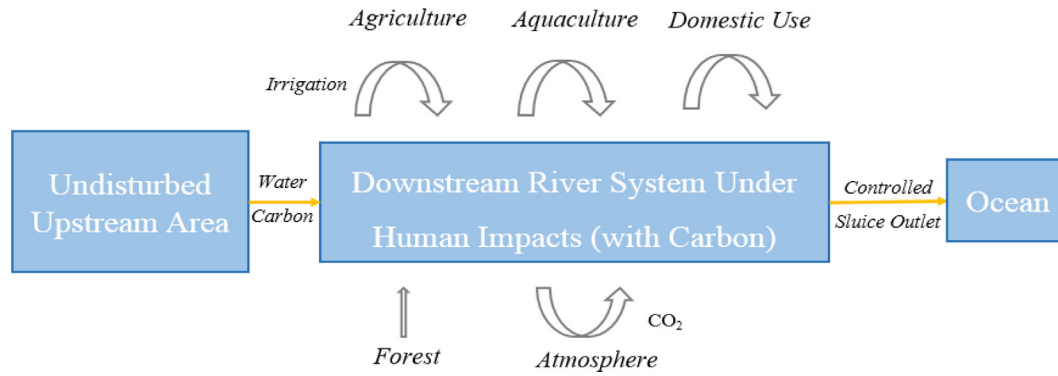 Agriculture
Aquaculture
Domestic Use
Irrigation
Undisturbed
Upstream Area
Water
Carbon
Downstream River System Under
Human Impacts (with Carbon)
Controlled
Sluice Outlet
Ocean
Forest
Atmosphere
CO₂